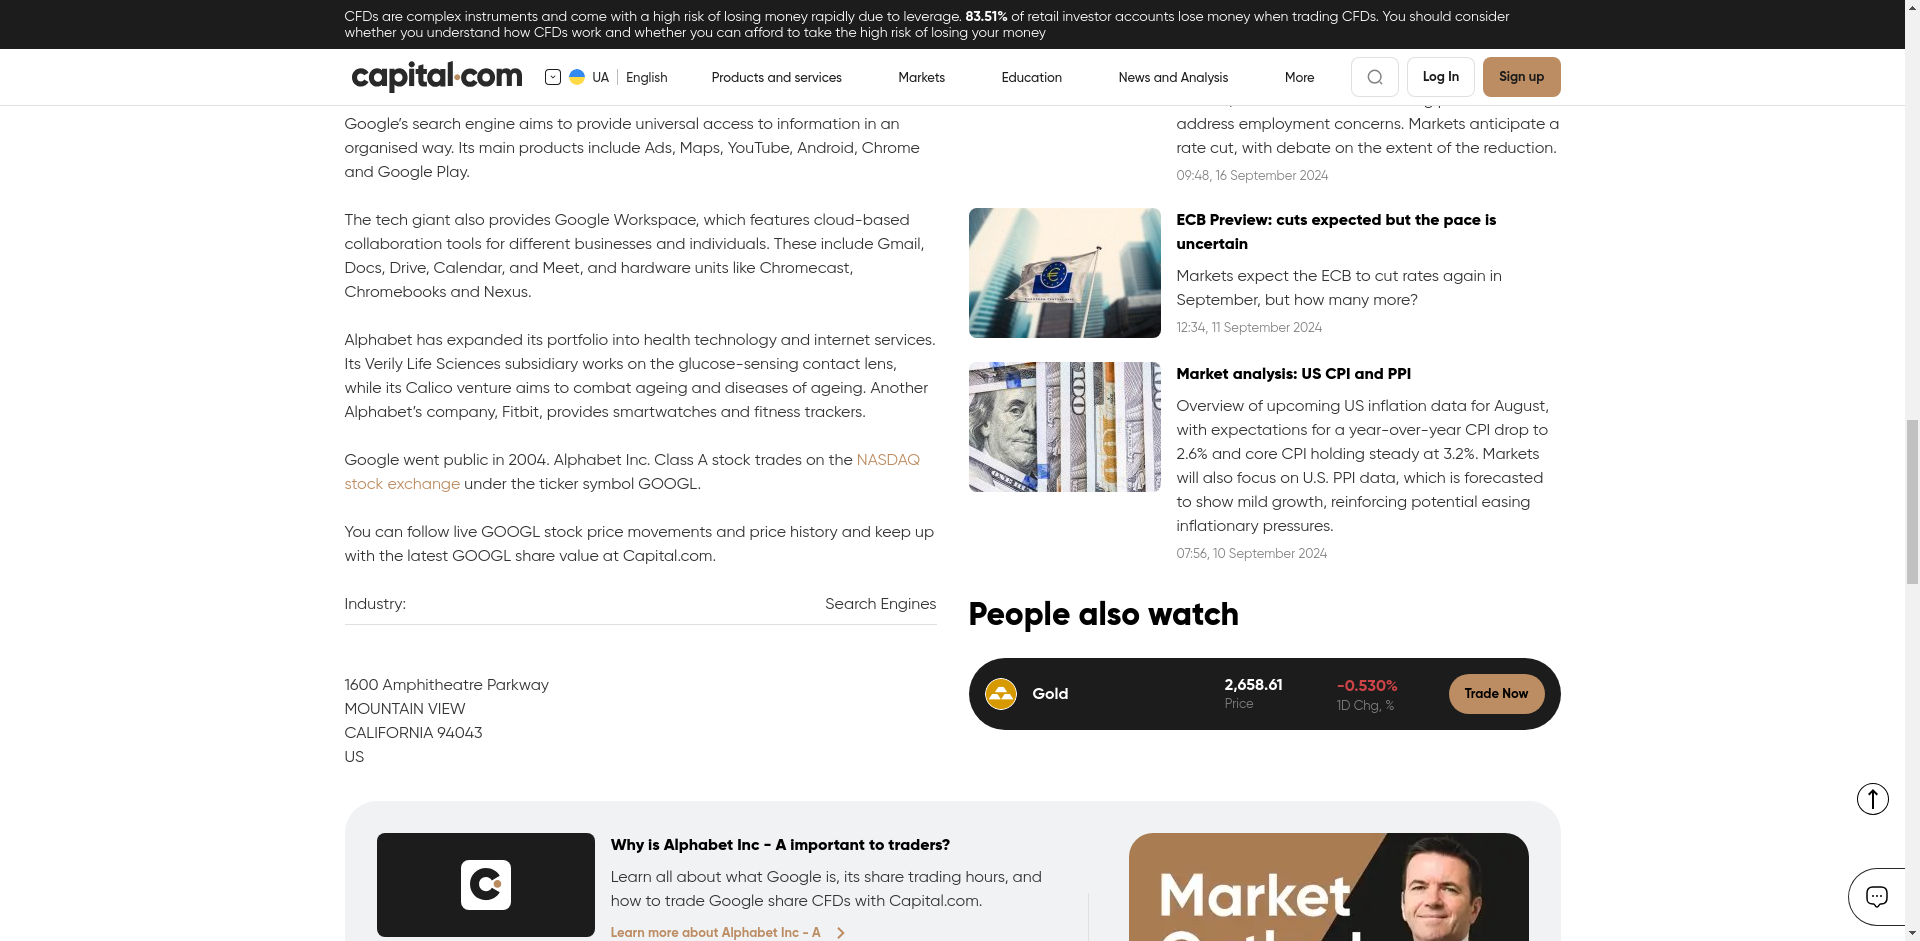 CFDs are complex instruments and come with a high risk of losing money rapidly due to leverage. 83.51% of retail investor accounts lose money when trading CFDs. You should consider
whether you understand how CFDs work and whether you can afford to take the high risk of losing your money
capital.com
UA
English
Products and services
Markets
Education
News and Analysis
More
Log In
Sign up
Google’s search engine aims to provide universal access to information in an
organised way. Its main products include Ads, Maps, YouTube, Android, Chrome
and Google Play.
The tech giant also provides Google Workspace, which features cloud-based
collaboration tools for different businesses and individuals. These include Gmail,
Docs, Drive, Calendar, and Meet, and hardware units like Chromecast,
Chromebooks and Nexus.
Alphabet has expanded its portfolio into health technology and internet services.
Its Verily Life Sciences subsidiary works on the glucose-sensing contact lens,
while its Calico venture aims to combat ageing and diseases of ageing. Another
Alphabet’s company, Fitbit, provides smartwatches and fitness trackers.
Google went public in 2004. Alphabet Inc. Class A stock trades on the NASDAQ
stock exchange under the ticker symbol GOOGL.
You can follow live GOOGL stock price movements and price history and keep up
with the latest GOOGL share value at Capital.com.
Industry:
Search Engines
1600 Amphitheatre Parkway
MOUNTAIN VIEW
CALIFORNIA 94043
US
address employment concerns. Markets anticipate a
rate cut, with debate on the extent of the reduction.
09:48, 16 September 2024
ECB Preview: cuts expected but the pace is
uncertain
Markets expect the ECB to cut rates again in
September, but how many more?
12:34, 11 September 2024
Market analysis: US CPI and PPI
Overview of upcoming US inflation data for August,
with expectations for a year-over-year CPI drop to
2.6% and core CPI holding steady at 3.2%. Markets
will also focus on U.S. PPI data, which is forecasted
to show mild growth, reinforcing potential easing
inflationary pressures.
07:56, 10 September 2024
People also watch
Gold
2,658.61
Price
-0.530%
1D Chg, %
Trade Now
Why is Alphabet Inc - A important to traders?
Learn all about what Google is, its share trading hours, and
how to trade Google share CFDs with Capital.com.
Learn more about Alphabet Inc - A
Market